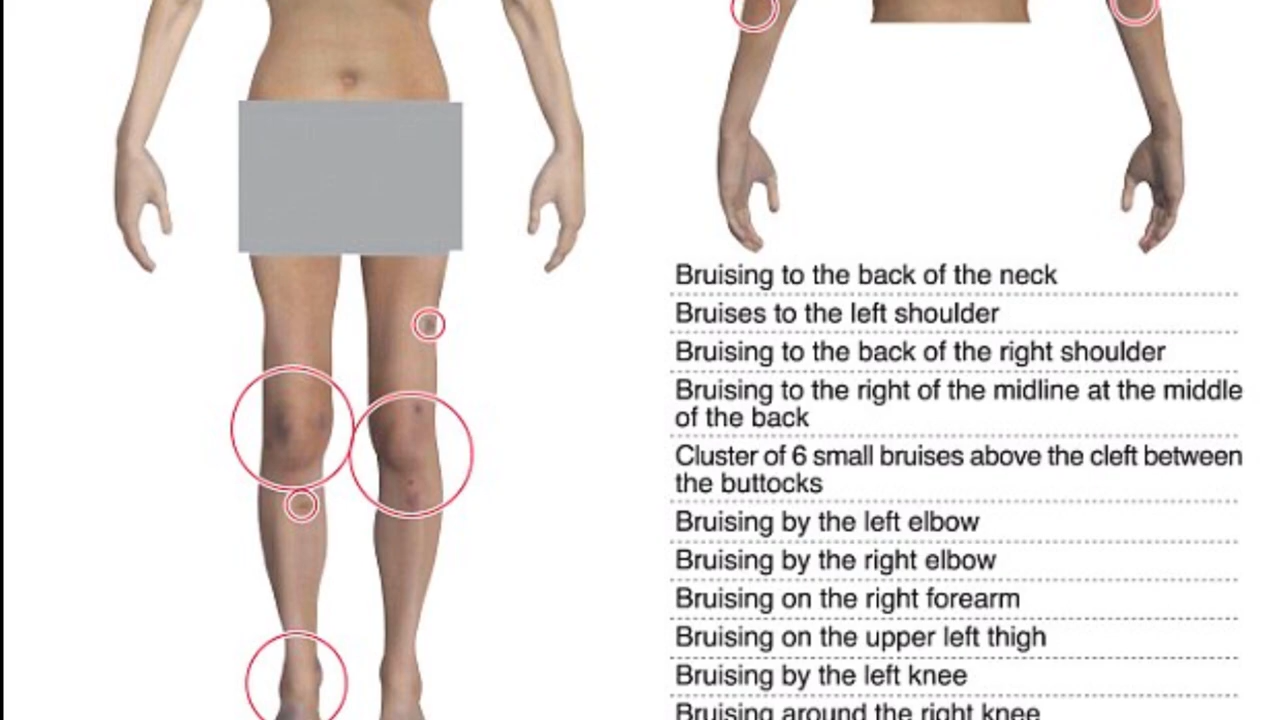 Bruising to the back of the neck
Bruises to the left shoulder
Bruising to the back of the right shoulder
Bruising to the right of the midline at the middle
of the back
Cluster of 6 small bruises above the cleft between
the buttocks
Bruising by the left elbow
Bruising by the right elbow
Bruising on the right forearm
Bruising on the upper left thigh
Bruising by the left knee
Bruising around the right knee